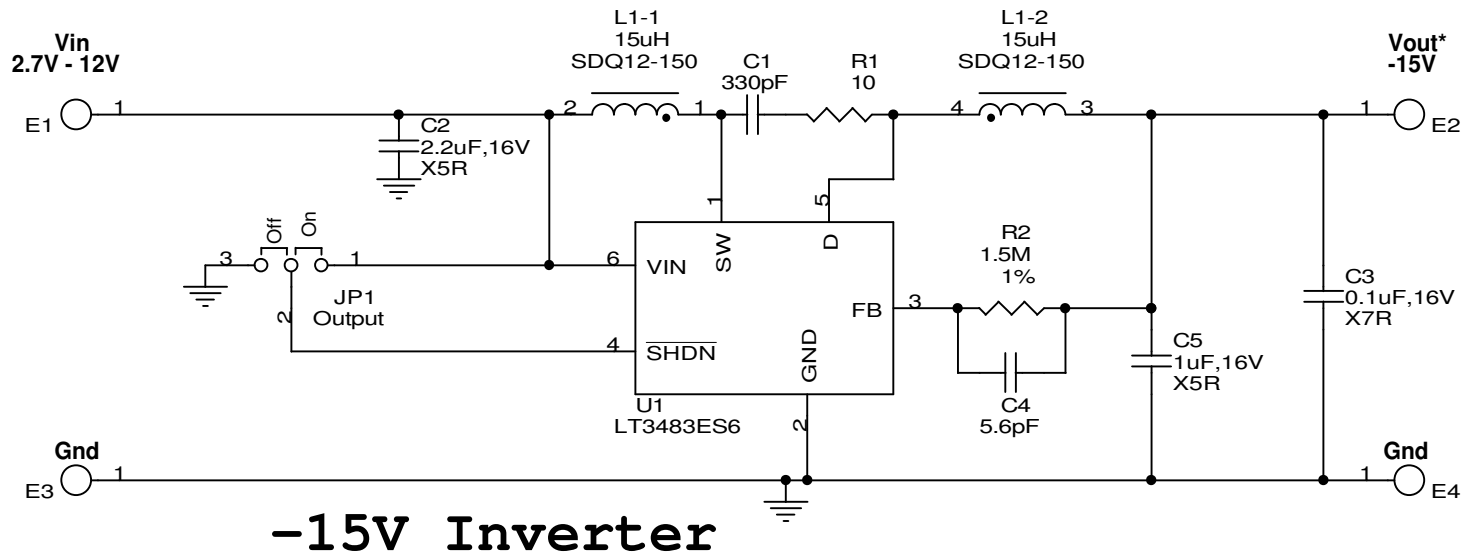 L1-1
15uH
SDQ12-150
L1-2
15uH
SDQ12-150
Vin
2.7V - 12V
C1
330pF
R1
10
Vout*
-15V
E1
1
2
1
4
3
1
E2
C2
2.2uF,16V
X5R
1
5
Off
On
3
1
2
JP1
Output
6
VIN
SW
D
FB
3
4
SHDN
GND
2
U1
LT3483ES6
R2
1.5M
1%
C4
5.6pF
C5
1uF,16V
X5R
C3
0.1uF,16V
X7R
Gnd
E3
1
Gnd
1
E4
-15V Inverter